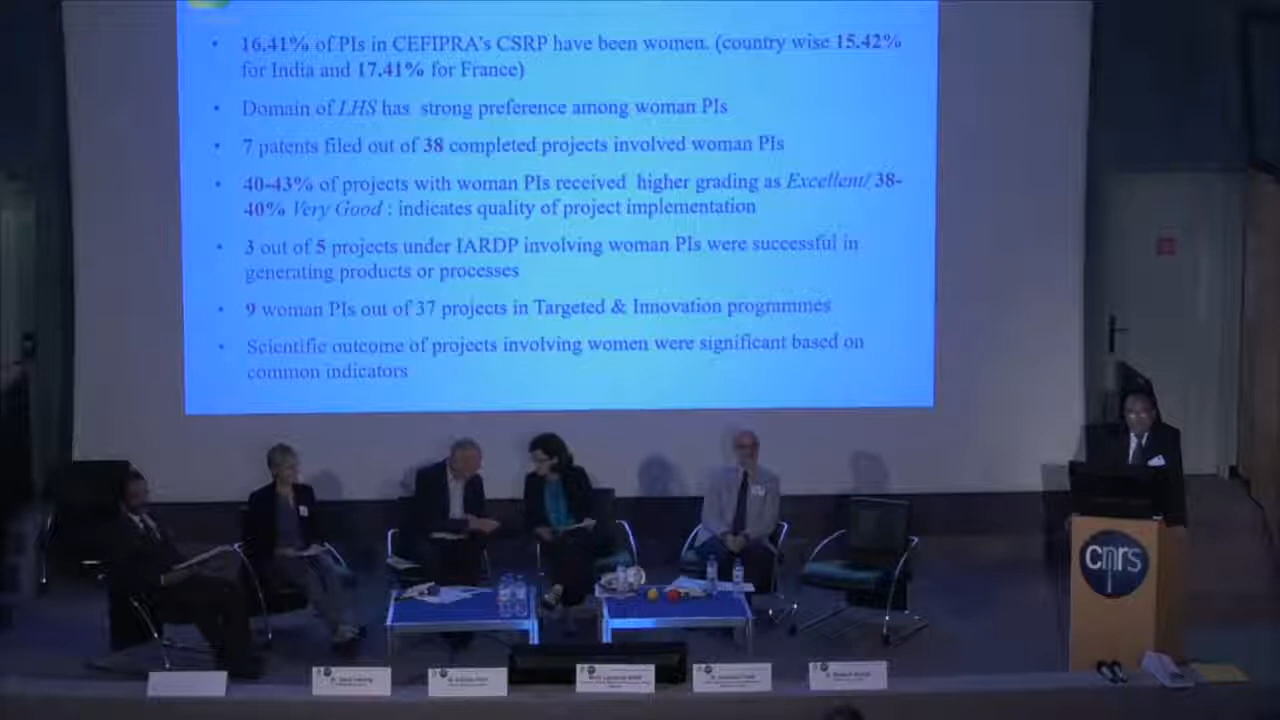 • 16.41% of PIs in CEFIPRA's CSRP have been women. (country wise 15.42%
for India and 17.41% for France)
• Domain of LHS has strong preference among woman PIs
• 7 patents filed out of 38 completed projects involved woman PIs
• 40-43% of projects with woman PIs received higher grading as Excellent/ 38-
40% Very Good : indicates quality of project implementation
• 3 out of 5 projects under IARDP involving woman PIs were successful in
generating products or processes
• 9 woman PIs out of 37 projects in Targeted & Innovation programmes
• Scientific outcome of projects involving women were significant based on
common indicators
cnrs